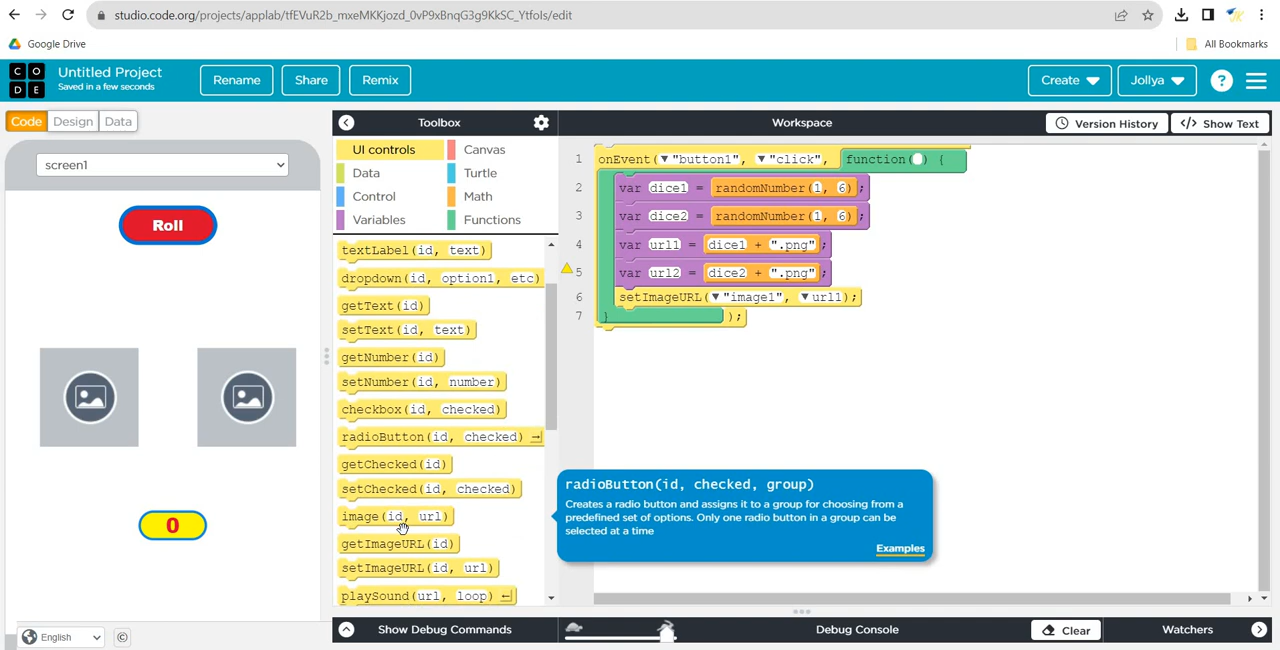 studio.code.org/projects/applab/tfEVuR2b_mxeMKKjozd_0vP9xBnqG3g9KkSC_Ytfols/edit
Google Drive
All Bookmarks
C O D E
Untitled Project
Saved in a few seconds
Rename
Share
Remix
Create
Jollya
?
Code
Design
Data
Toolbox
Workspace
Version History
</> Show Text
screen1
Roll
0
English
©
UI controls
Canvas
Data
Turtle
Control
Math
Variables
Functions
textLabel(id, text)
dropdown(id, option1, etc)
getText(id)
setText(id, text)
getNumber(id)
setNumber(id, number)
checkbox(id, checked)
radioButton(id, checked)
getChecked(id)
setChecked(id, checked)
image(id, url)
getImageURL(id)
setImageURL(id, url)
playSound(url, loop)
1 onEvent(▼"button1", ▼"click", function() {
2 var dice1 = randomNumber(1, 6);
3 var dice2 = randomNumber(1, 6);
4 var url1 = dice1 + ".png";
5 var url2 = dice2 + ".png";
6 setImageURL(▼"image1", ▼url1);
7 } );
radioButton(id, checked, group)
Creates a radio button and assigns it to a group for choosing from a
predefined set of options. Only one radio button in a group can be
selected at a time
Examples
Show Debug Commands
Debug Console
Clear
Watchers